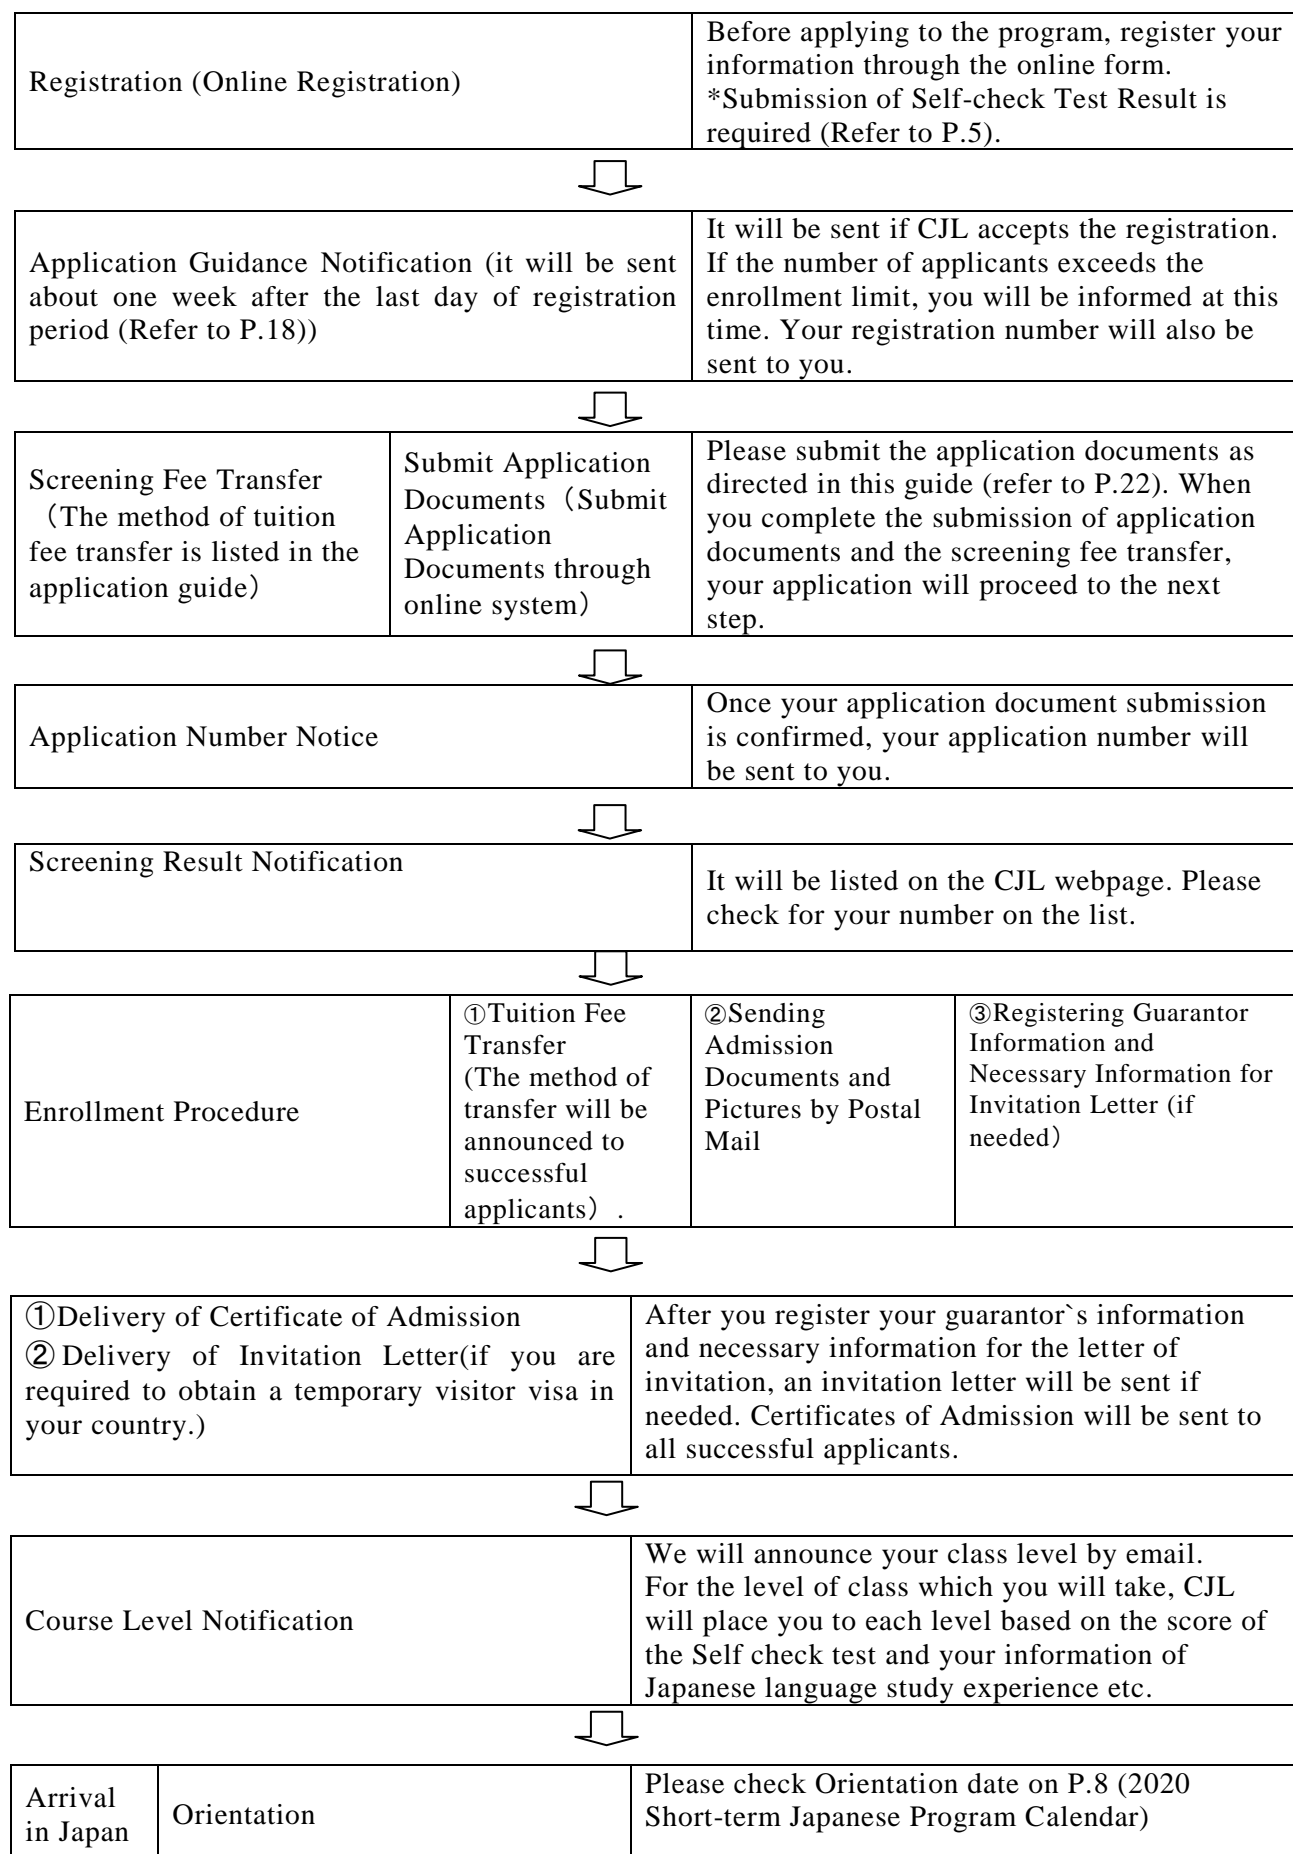 Registration (Online Registration)
Before applying to the program, register your
information through the online form.
*Submission of Self-check Test Result is
required (Refer to P.5).
Application Guidance Notification (it will be sent
about one week after the last day of registration
period (Refer to P.18))
It will be sent if CJL accepts the registration.
If the number of applicants exceeds the
enrollment limit, you will be informed at this
time. Your registration number will also be
sent to you.
Screening Fee Transfer
（The method of tuition
fee transfer is listed in the
application guide）
Submit Application
Documents（Submit
Application
Documents through
online system）
Please submit the application documents as
directed in this guide (refer to P.22). When
you complete the submission of application
documents and the screening fee transfer,
your application will proceed to the next
step.
Application Number Notice
Once your application document submission
is confirmed, your application number will
be sent to you.
Screening Result Notification
It will be listed on the CJL webpage. Please
check for your number on the list.
Enrollment Procedure
①Tuition Fee
Transfer
(The method of
transfer will be
announced to
successful
applicants）.
②Sending
Admission
Documents and
Pictures by Postal
Mail
③Registering Guarantor
Information and
Necessary Information for
Invitation Letter (if
needed）
①Delivery of Certificate of Admission
② Delivery of Invitation Letter(if you are
required to obtain a temporary visitor visa in
your country.)
After you register your guarantor`s information
and necessary information for the letter of
invitation, an invitation letter will be sent if
needed. Certificates of Admission will be sent to
all successful applicants.
Course Level Notification
We will announce your class level by email.
For the level of class which you will take, CJL
will place you to each level based on the score of
the Self check test and your information of
Japanese language study experience etc.
Arrival
in Japan
Orientation
Please check Orientation date on P.8 (2020
Short-term Japanese Program Calendar)